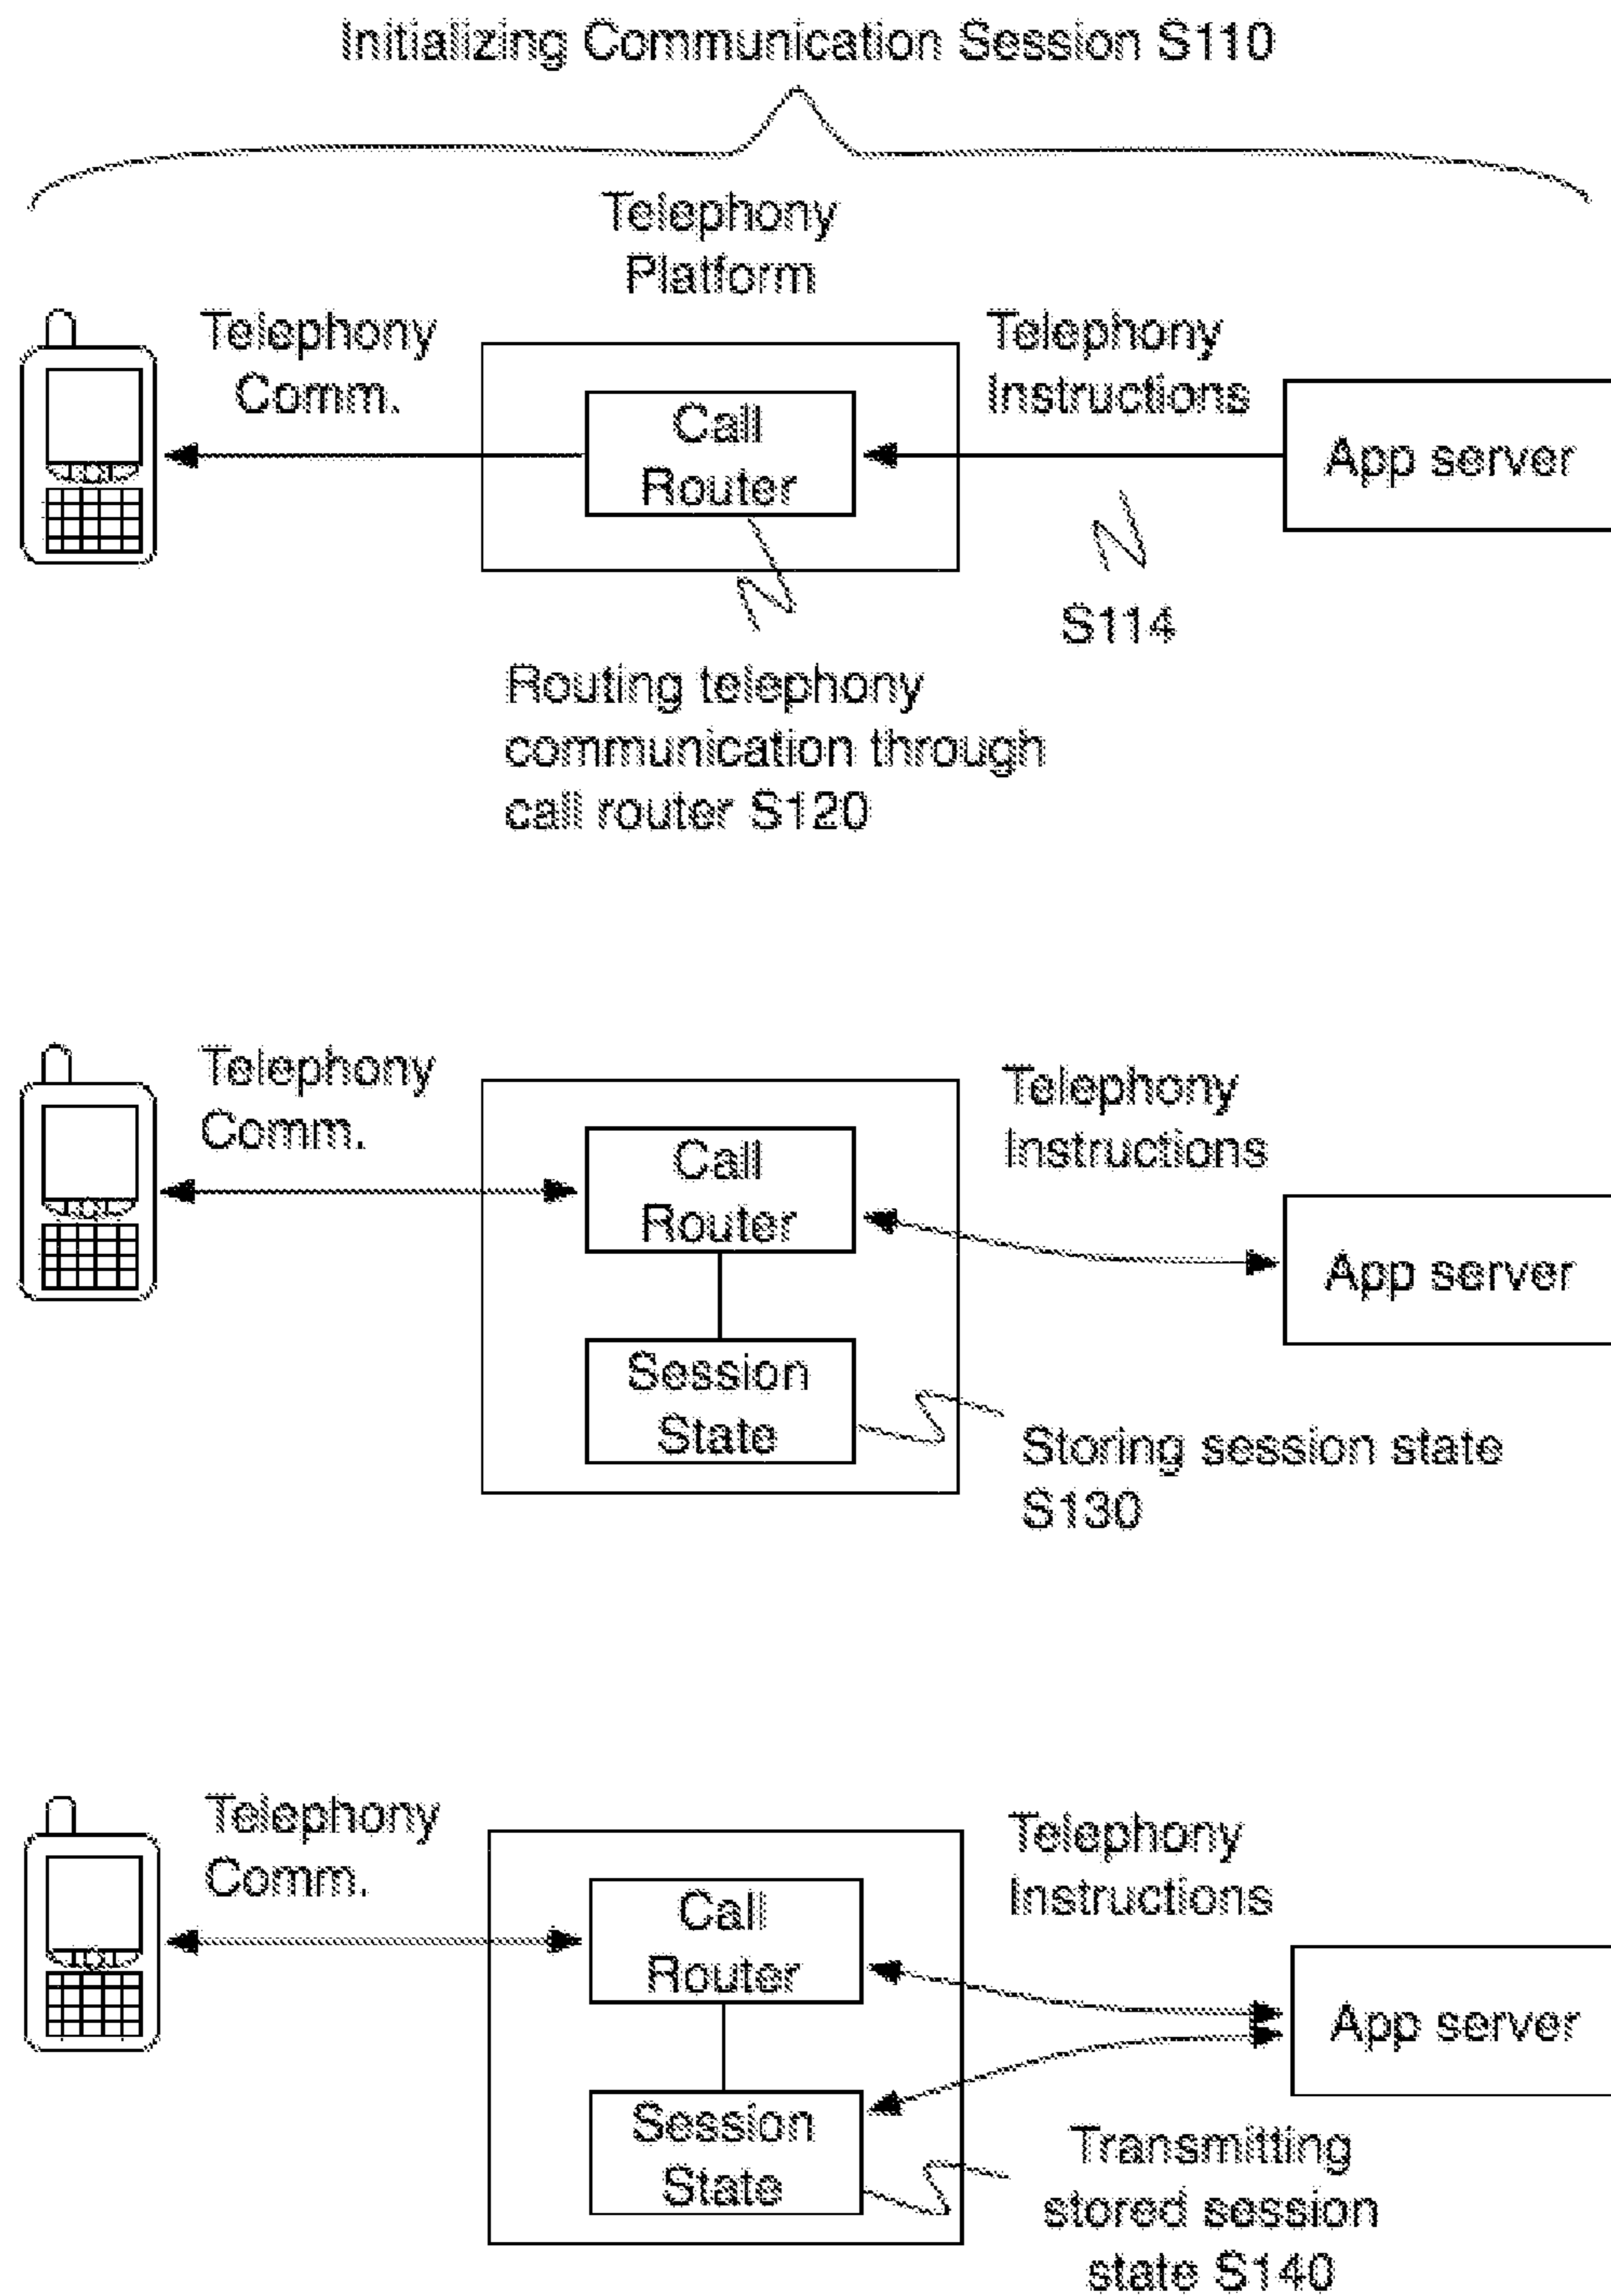 Initializing Communication Session S110
Telephony
Platform
Telephony
Comm.
Telephony
Instructions
Call
Router
App server
S114
Routing telephony
communication through
call router S120
Telephony
Comm.
Telephony
Instructions
Call
Router
App server
Session
State
Storing session state
S130
Telephony
Comm.
Telephony
Instructions
Call
Router
App server
Session
State
Transmitting
stored session
state S140